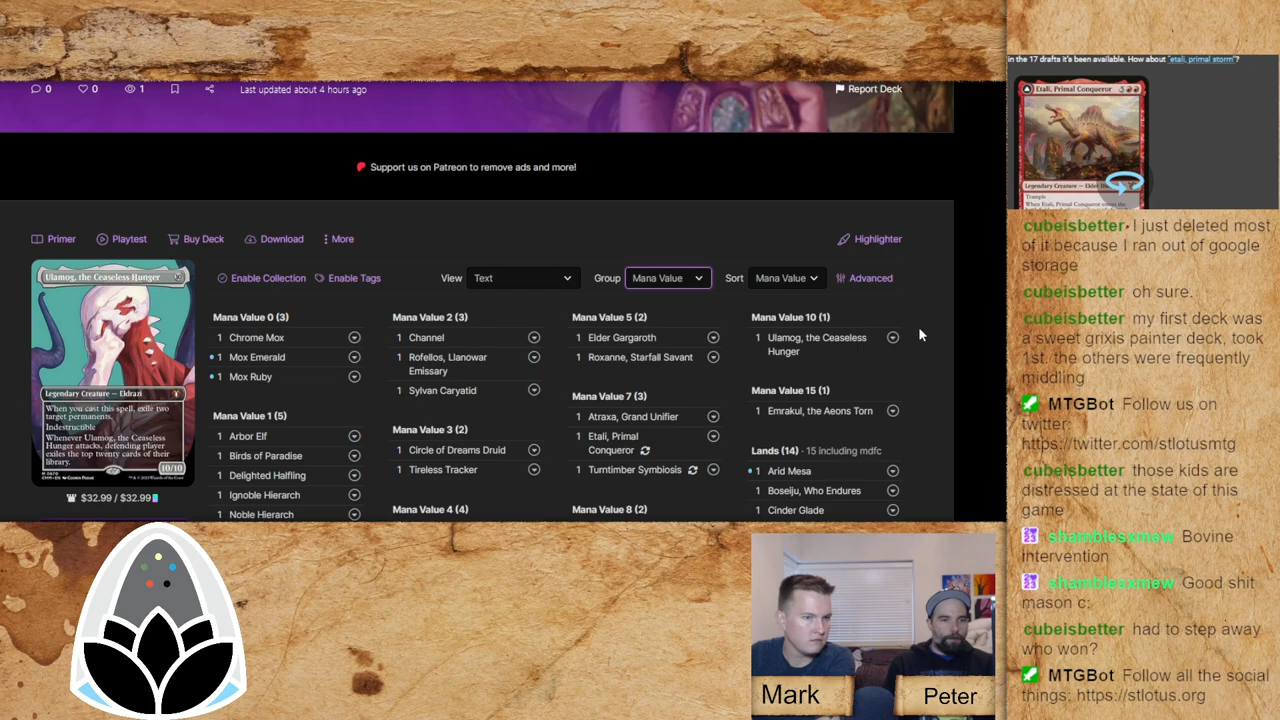 0
0
1
Last updated about 4 hours ago
Report Deck
Support us on Patreon to remove ads and more!
Primer
Playtest
Buy Deck
Download
More
Highlighter
Enable Collection
Enable Tags
View
Text
Group
Mana Value
Sort
Mana Value
Advanced
Ulamog, the Ceaseless Hunger
Legendary Creature — Eldrazi
When you cast this spell, exile two
target permanents.
Indestructible
Whenever Ulamog, the Ceaseless
Hunger attacks, defending player
exiles the top twenty cards of their
library.
10/10
$32.99 / $32.99
Mana Value 0 (3)
1 Chrome Mox
1 Mox Emerald
1 Mox Ruby
Mana Value 1 (5)
1 Arbor Elf
1 Birds of Paradise
1 Delighted Halfling
1 Ignoble Hierarch
1 Noble Hierarch
Mana Value 2 (3)
1 Channel
1 Rofellos, Llanowar
Emissary
1 Sylvan Caryatid
Mana Value 3 (2)
1 Circle of Dreams Druid
1 Tireless Tracker
Mana Value 4 (4)
Mana Value 5 (2)
1 Elder Gargaroth
1 Roxanne, Starfall Savant
Mana Value 7 (3)
1 Atraxa, Grand Unifier
1 Etali, Primal
Conqueror
1 Turntimber Symbiosis
Mana Value 8 (2)
Mana Value 10 (1)
1 Ulamog, the Ceaseless
Hunger
Mana Value 15 (1)
1 Emrakul, the Aeons Torn
Lands (14) · 15 including mdfc
1 Arid Mesa
1 Boseiju, Who Endures
1 Cinder Glade
Mark
Peter
in the 17 drafts it's been available. How about "etali, primal storm"?
Etali, Primal Conqueror
Legendary Creature — Elder
Trample
When Etali, Primal Conqueror enters the
cubeisbetter· I just deleted most
of it because I ran out of google
storage
cubeisbetter oh sure.
cubeisbetter my first deck was
a sweet grixis painter deck, took
1st. the others were frequently
middling
MTGBot Follow us on
twitter:
https://twitter.com/stlotusmtg
cubeisbetter those kids are
distressed at the state of this
game
shamblesxmew Bovine
intervention
shamblesxmew Good shit
mason c:
cubeisbetter had to step away
who won?
MTGBot Follow all the social
things: https://stlotus.org